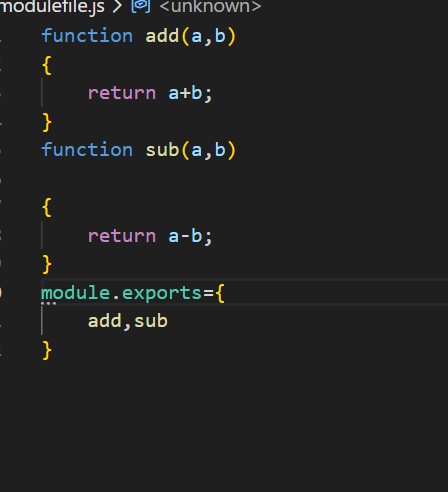 modulefile.js > <unknown>
function add(a,b)
{
return a+b;
}
function sub(a,b)
{
return a-b;
}
module.exports={
add,sub
}